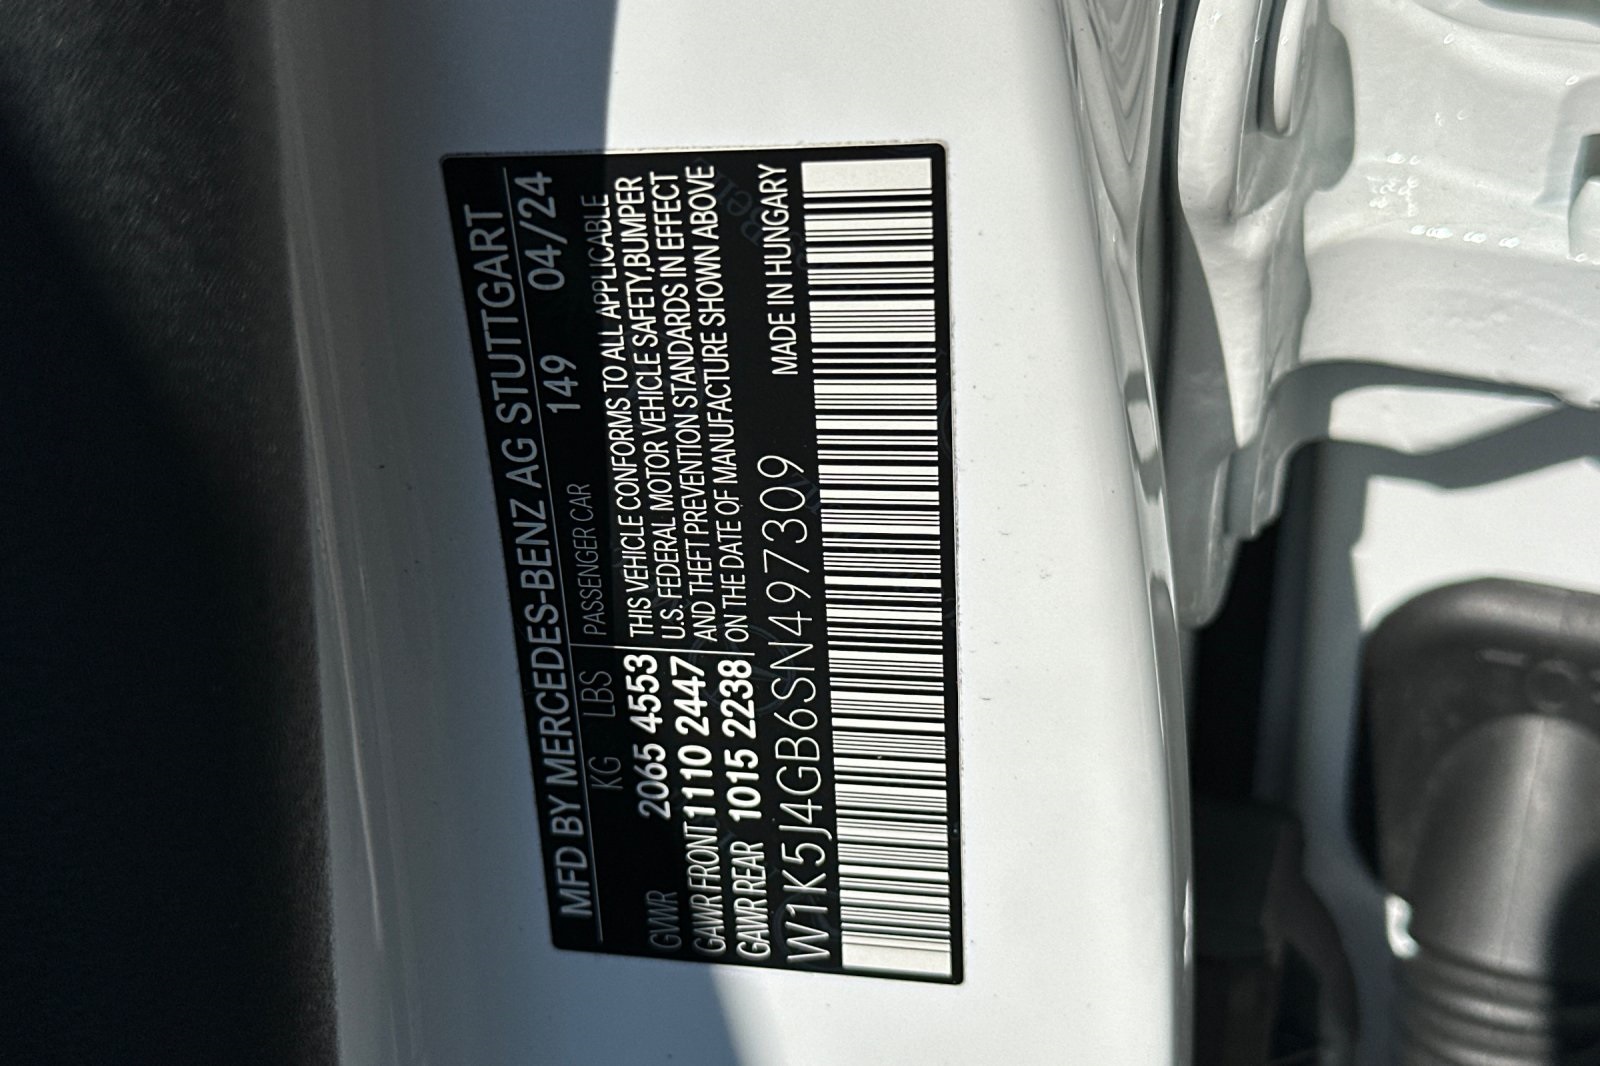 MFD BY MERCEDES-BENZ AG STUTTGART
KG LBS PASSENGER CAR 149 04/24
GVWR 2065 4553
GAWR FRONT 1110 2447
GAWR REAR 1015 2238
THIS VEHICLE CONFORMS TO ALL APPLICABLE
U.S. FEDERAL MOTOR VEHICLE SAFETY,BUMPER
AND THEFT PREVENTION STANDARDS IN EFFECT
ON THE DATE OF MANUFACTURE SHOWN ABOVE
W1K5J4GB6SN497309 MADE IN HUNGARY